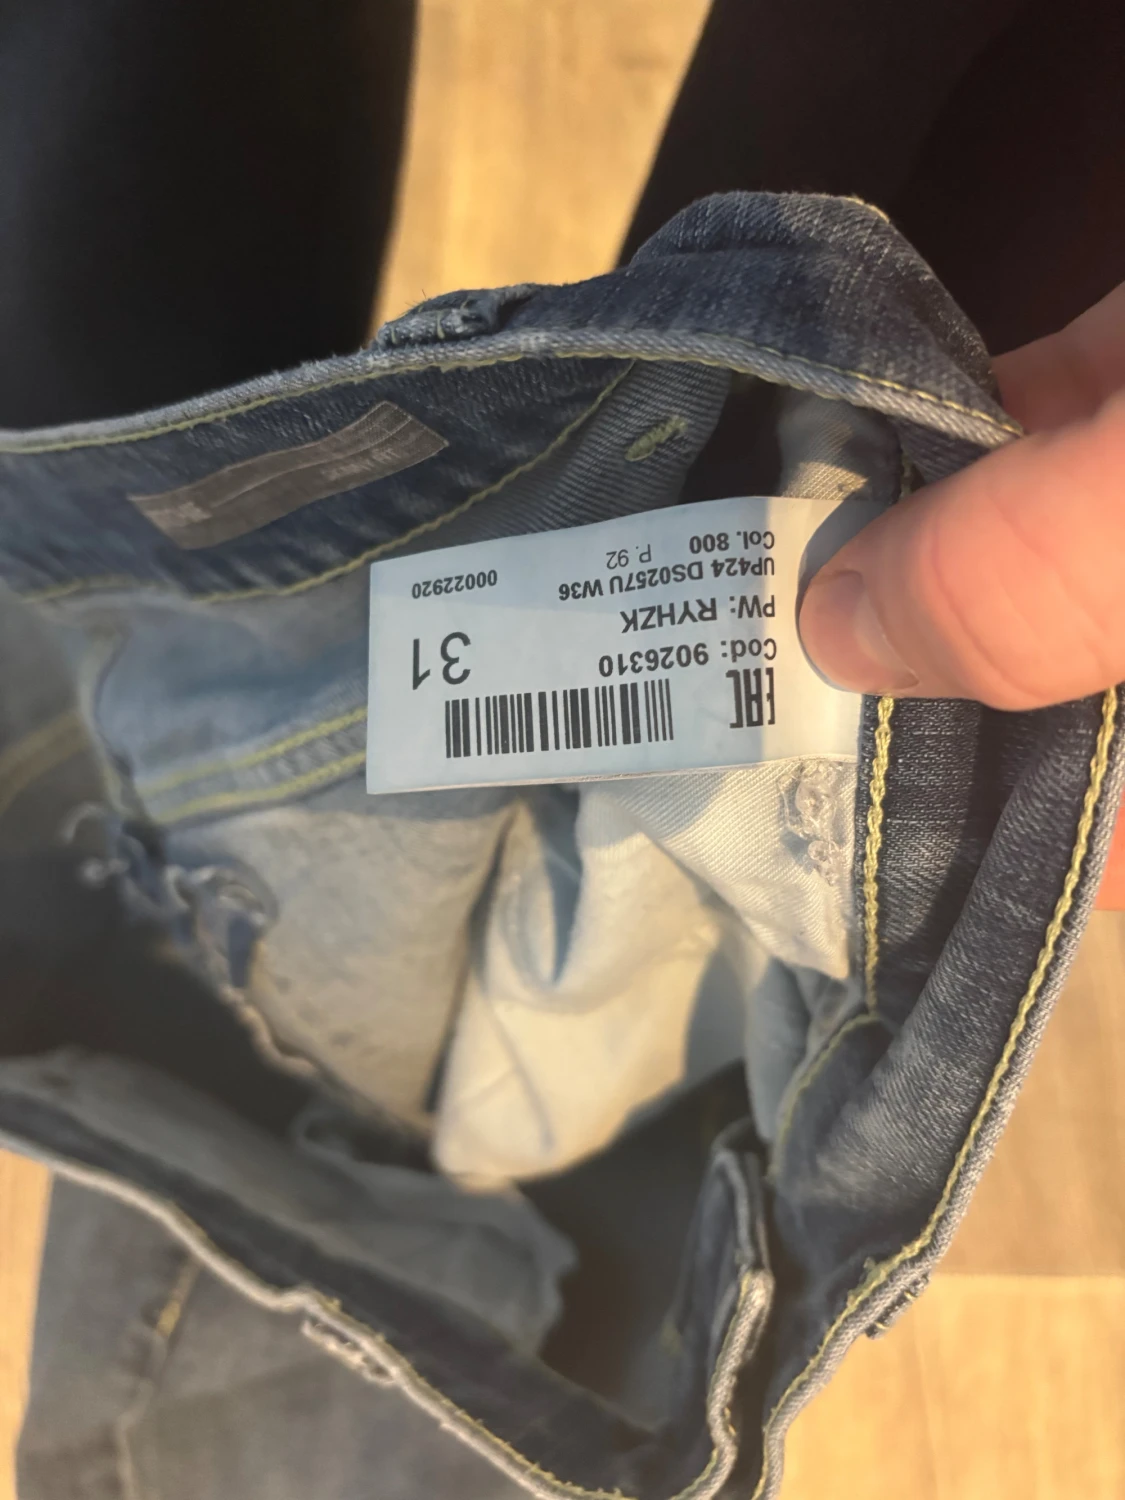 EAC
Cod: 9026310
31
PW: RYHZK
UP424 DS0257U W36
00022920
Col. 800 P. 92